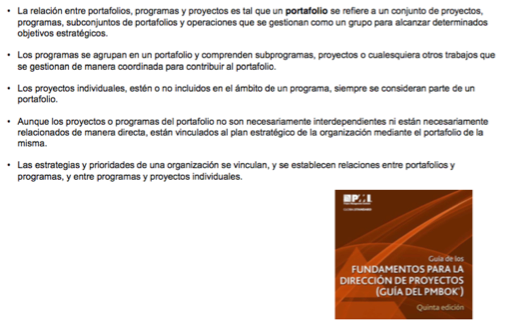 • La relación entre portafolios, programas y proyectos es tal que un portafolio se refiere a un conjunto de proyectos,
programas, subconjuntos de portafolios y operaciones que se gestionan como un grupo para alcanzar determinados
objetivos estratégicos.
• Los programas se agrupan en un portafolio y comprenden subprogramas, proyectos o cualesquiera otros trabajos que
se gestionan de manera coordinada para contribuir al portafolio.
• Los proyectos individuales, estén o no incluidos en el ámbito de un programa, siempre se consideran parte de un
portafolio.
• Aunque los proyectos o programas del portafolio no son necesariamente interdependientes ni están necesariamente
relacionados de manera directa, están vinculados al plan estratégico de la organización mediante el portafolio de la
misma.
• Las estrategias y prioridades de una organización se vinculan, y se establecen relaciones entre portafolios y
programas, y entre programas y proyectos individuales.
PMI
Guía de los
FUNDAMENTOS PARA LA
DIRECCIÓN DE PROYECTOS
(GUÍA DEL PMBOK®)
Quinta edición